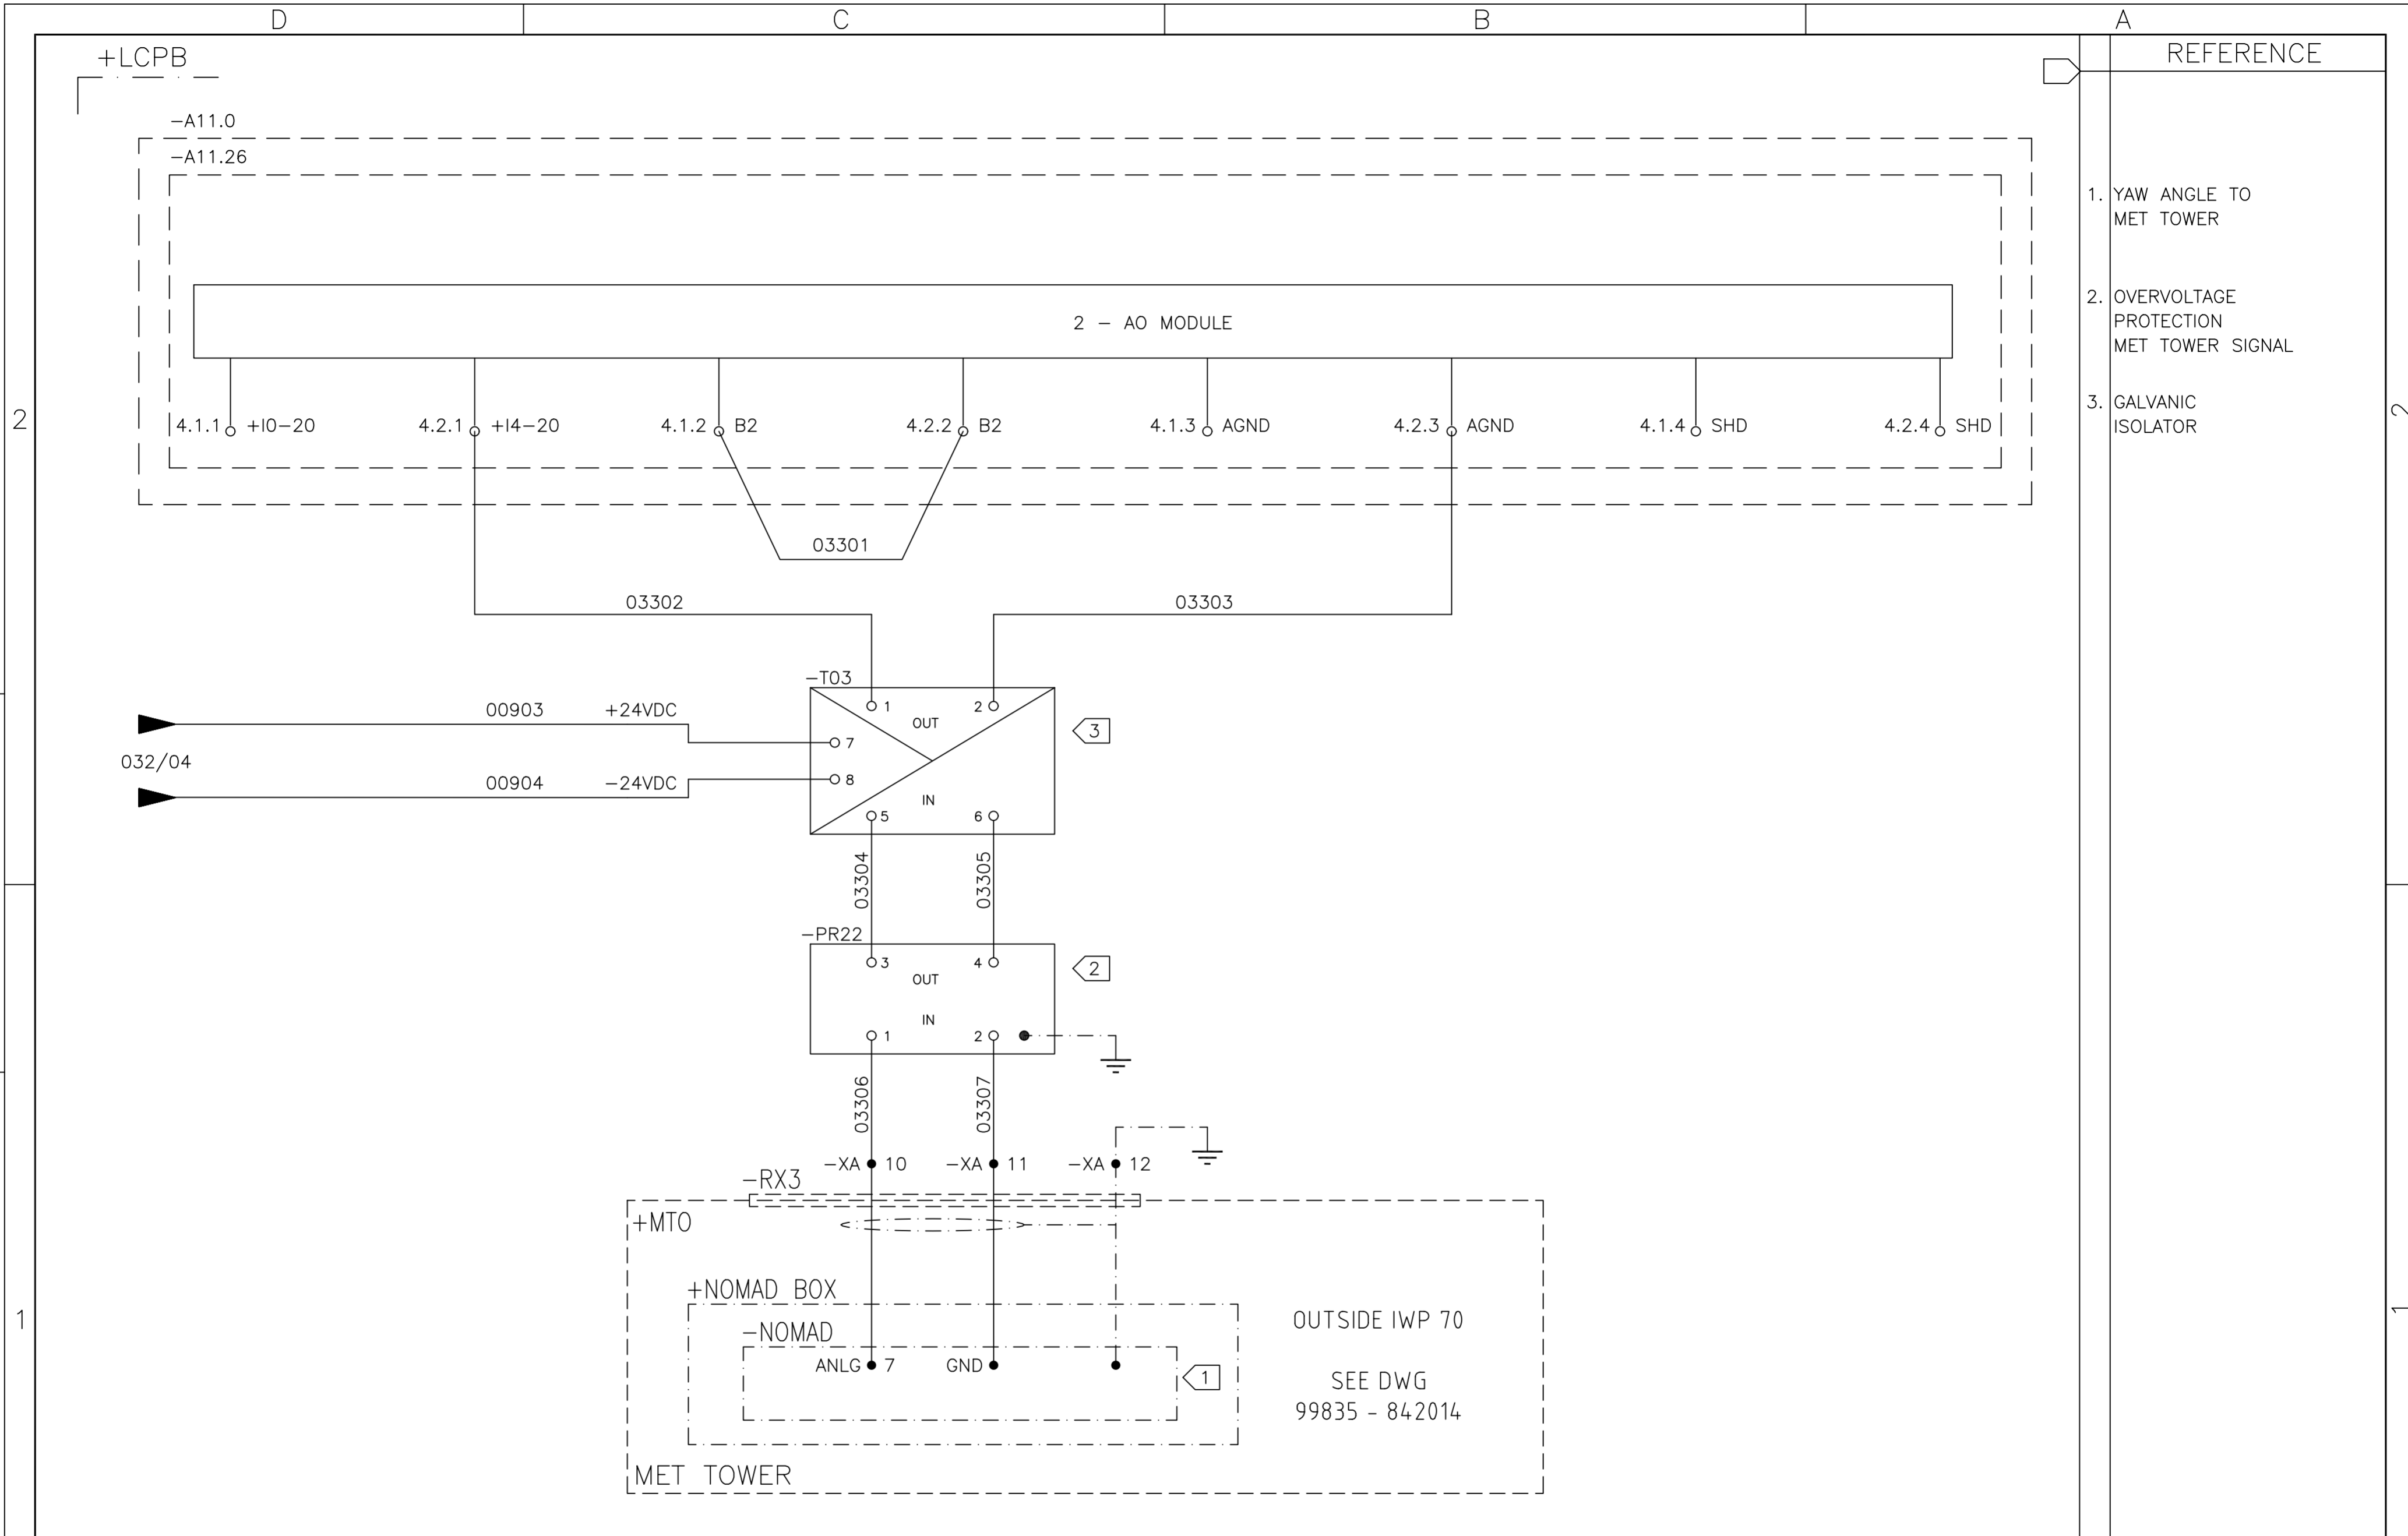 D
C
B
A
+LCPB
REFERENCE
-A11.0
-A11.26
1. YAW ANGLE TO
MET TOWER
2. OVERVOLTAGE
PROTECTION
MET TOWER SIGNAL
3. GALVANIC
ISOLATOR
2 - AO MODULE
2
4.1.1 +I0-20
4.2.1 +I4-20
4.1.2 B2
4.2.2 B2
4.1.3 AGND
4.2.3 AGND
4.1.4 SHD
4.2.4 SHD
2
03301
03302
03303
-T03
1
OUT
2
3
00903 +24VDC
7
032/04
00904 -24VDC
8
IN
5
6
03304
03305
-PR22
3
OUT
4
2
IN
1
2
03306
03307
-XA 10
-XA 11
-XA 12
-RX3
+MTO
+NOMAD BOX
-NOMAD
ANLG 7
GND
1
OUTSIDE IWP 70
SEE DWG
99835 - 842014
MET TOWER
1
1